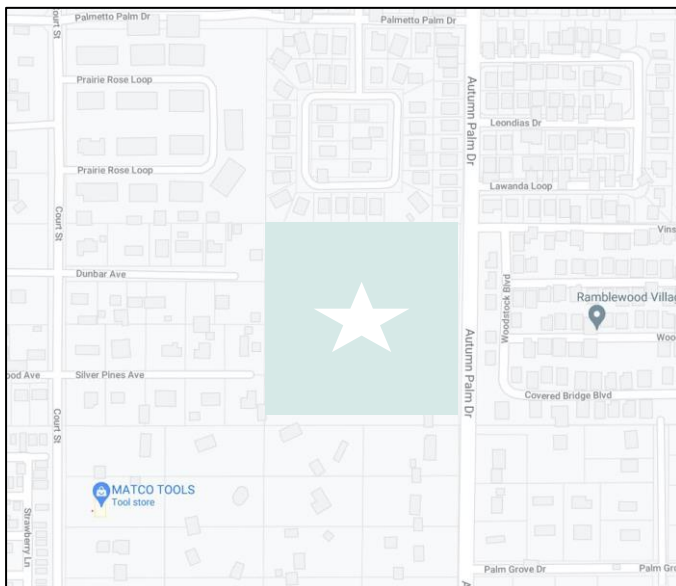 Palmetto Palm Dr
Palmetto Palm Dr
ourt St
Prairie Rose Loop
Autumn Palm Dr
Leondias Dr
Prairie Rose Loop
Lawanda Loop
Court St
Vins
Dunbar Ave
Woodstock Blvd
Ramblewood Villag
Autumn Palm Dr
Woo
ood Ave
Silver Pines Ave
Covered Bridge Blvd
Court St
MATCO TOOLS
Tool store
Strawberry Ln
Palm Grove Dr
Palm Gro
A